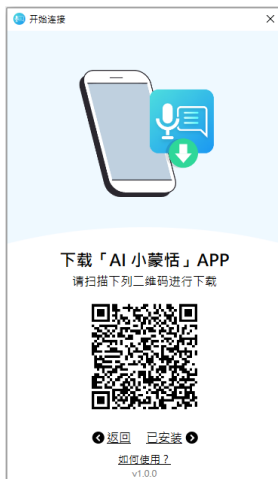 开始连接
下载「AI 小蒙恬」APP
请扫描下列二维码进行下载
返回 已安装
如何使用？
v1.0.0